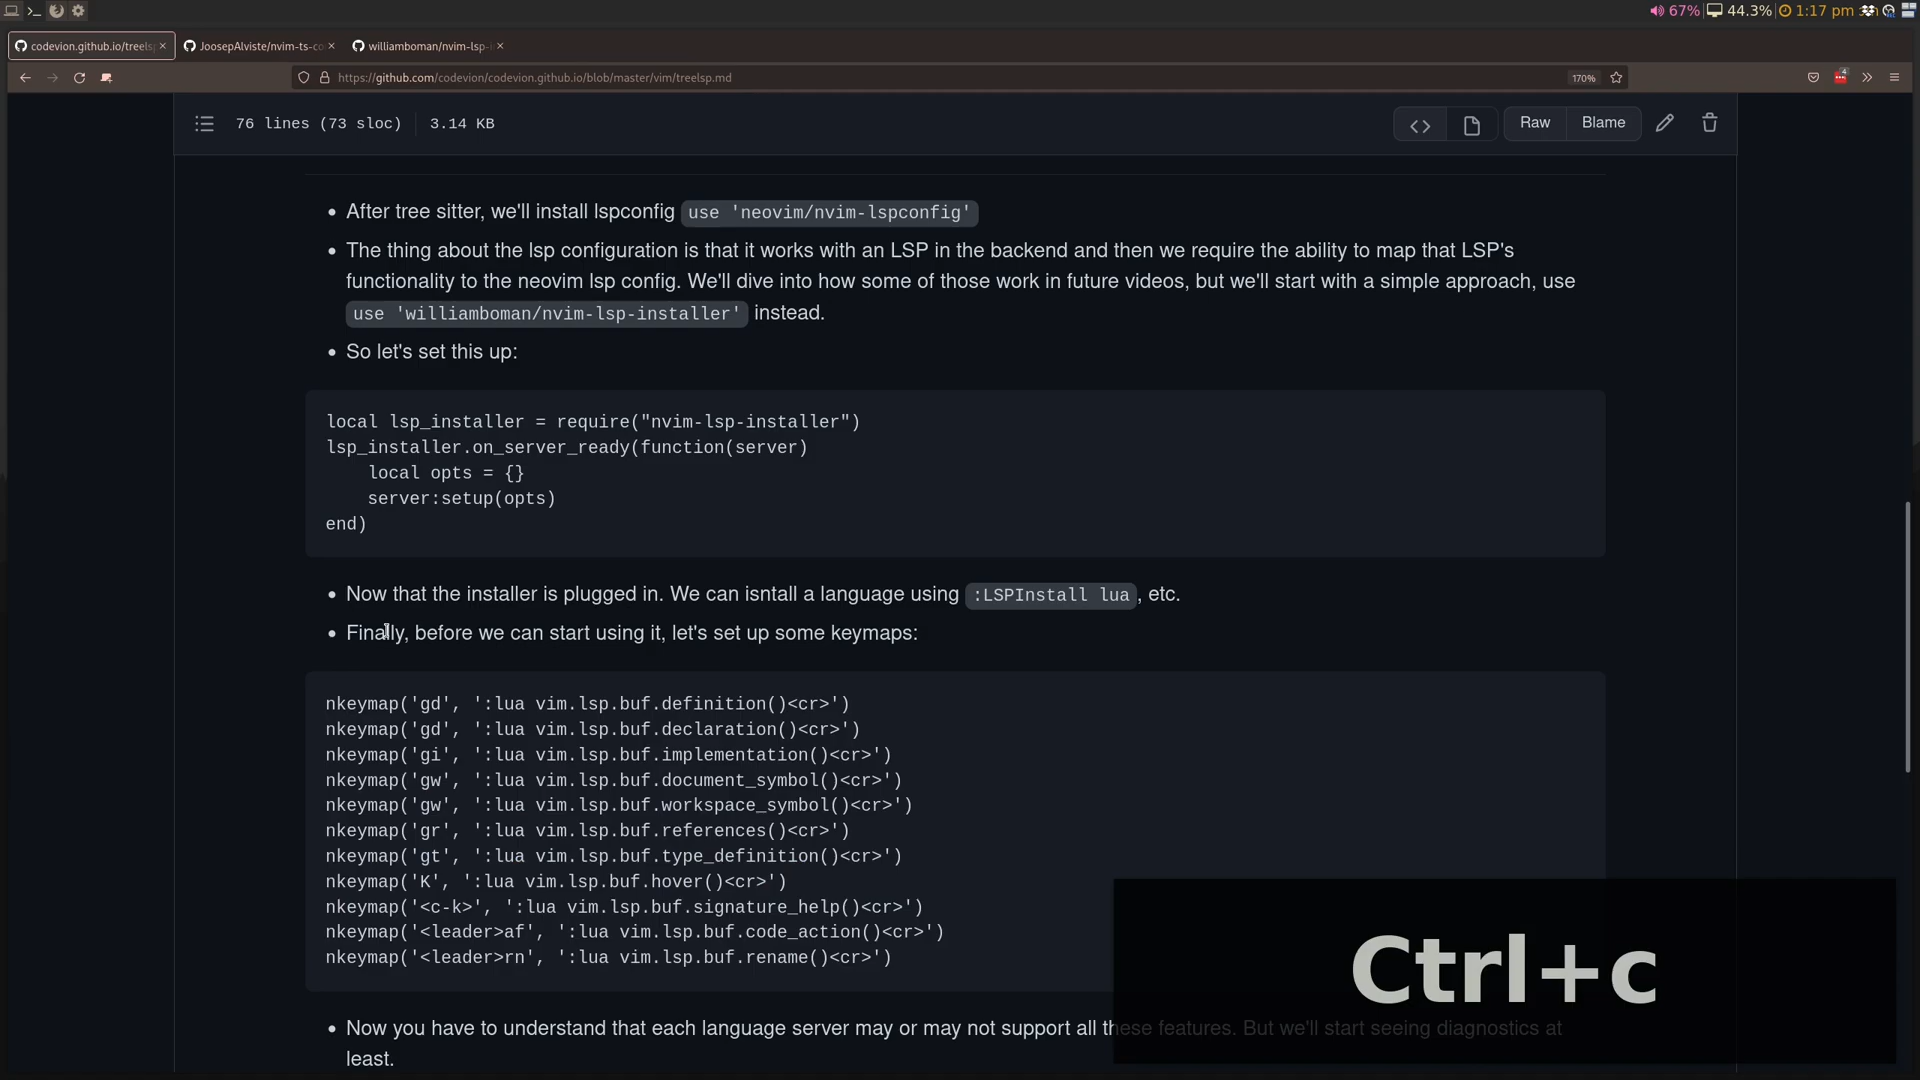 67% 44.3% 1:17 pm
codevion.github.io/treels
JoosepAlviste/nvim-ts-co
williamboman/nvim-lsp-i
https://github.com/codevion/codevion.github.io/blob/master/vim/treelsp.md
170%
4
76 lines (73 sloc) 3.14 KB
Raw
Blame
After tree sitter, we'll install lspconfig use 'neovim/nvim-lspconfig'
The thing about the lsp configuration is that it works with an LSP in the backend and then we require the ability to map that LSP's
functionality to the neovim lsp config. We'll dive into how some of those work in future videos, but we'll start with a simple approach, use
use 'williamboman/nvim-lsp-installer' instead.
So let's set this up:
local lsp_installer = require("nvim-lsp-installer")
lsp_installer.on_server_ready(function(server)
    local opts = {}
    server:setup(opts)
end)
Now that the installer is plugged in. We can isntall a language using :LSPInstall lua, etc.
Finally, before we can start using it, let's set up some keymaps:
nkeymap('gd', ':lua vim.lsp.buf.definition()<cr>')
nkeymap('gd', ':lua vim.lsp.buf.declaration()<cr>')
nkeymap('gi', ':lua vim.lsp.buf.implementation()<cr>')
nkeymap('gw', ':lua vim.lsp.buf.document_symbol()<cr>')
nkeymap('gw', ':lua vim.lsp.buf.workspace_symbol()<cr>')
nkeymap('gr', ':lua vim.lsp.buf.references()<cr>')
nkeymap('gt', ':lua vim.lsp.buf.type_definition()<cr>')
nkeymap('K', ':lua vim.lsp.buf.hover()<cr>')
nkeymap('<c-k>', ':lua vim.lsp.buf.signature_help()<cr>')
nkeymap('<leader>af', ':lua vim.lsp.buf.code_action()<cr>')
nkeymap('<leader>rn', ':lua vim.lsp.buf.rename()<cr>')
Ctrl+c
Now you have to understand that each language server may or may not support all these features. But we'll start seeing diagnostics at
least.